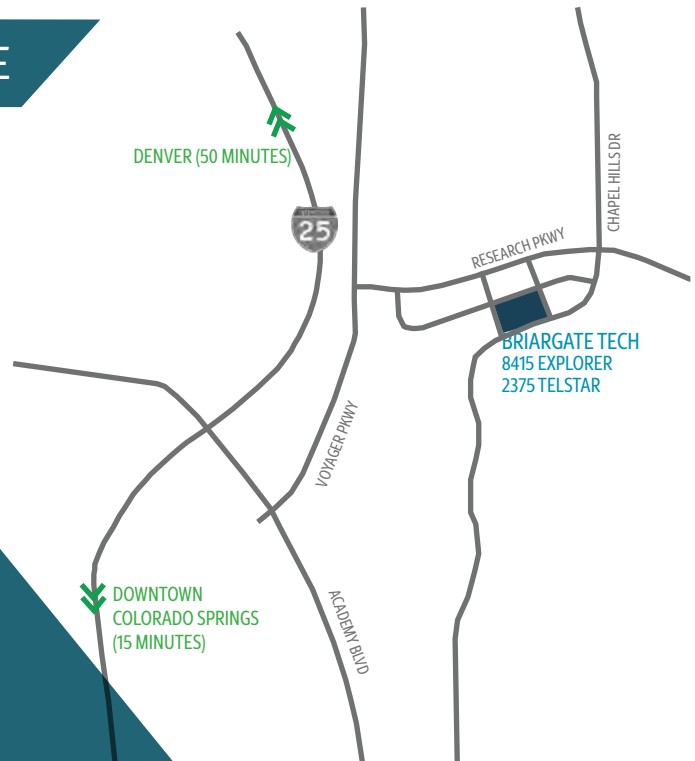 E
DENVER (50 MINUTES)
CHAPEL HILLS DR
25
RESEARCH PKWY
BRIARGATE TECH
8415 EXPLORER
2375 TELSTAR
VOYAGER PKWY
DOWNTOWN
COLORADO SPRINGS
(15 MINUTES)
ACADEMY BLVD